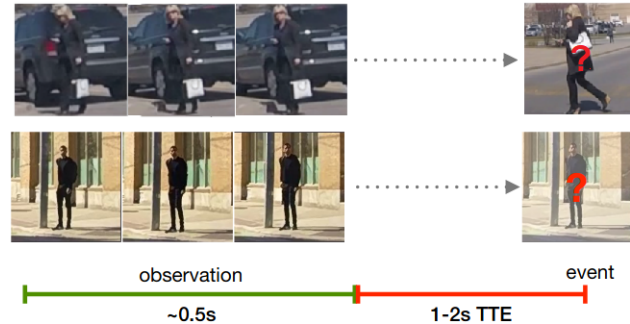 ?
?
observation
event
~0.5s
1-2s TTE